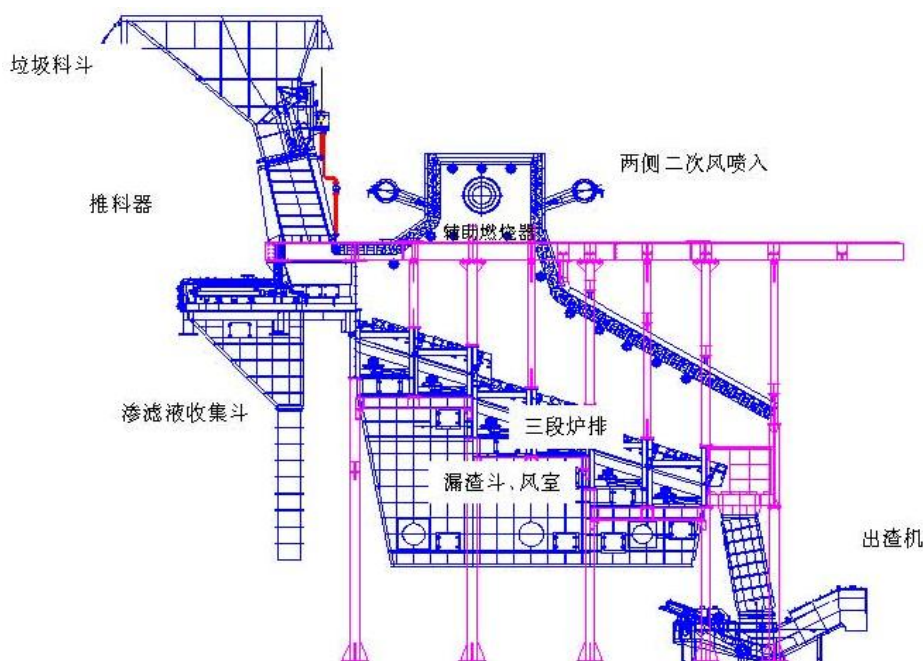 垃圾料斗
两侧二次风喷入
推料器
辅助燃烧器
渗滤液收集斗
三段炉排
漏渣斗、风室
出渣机